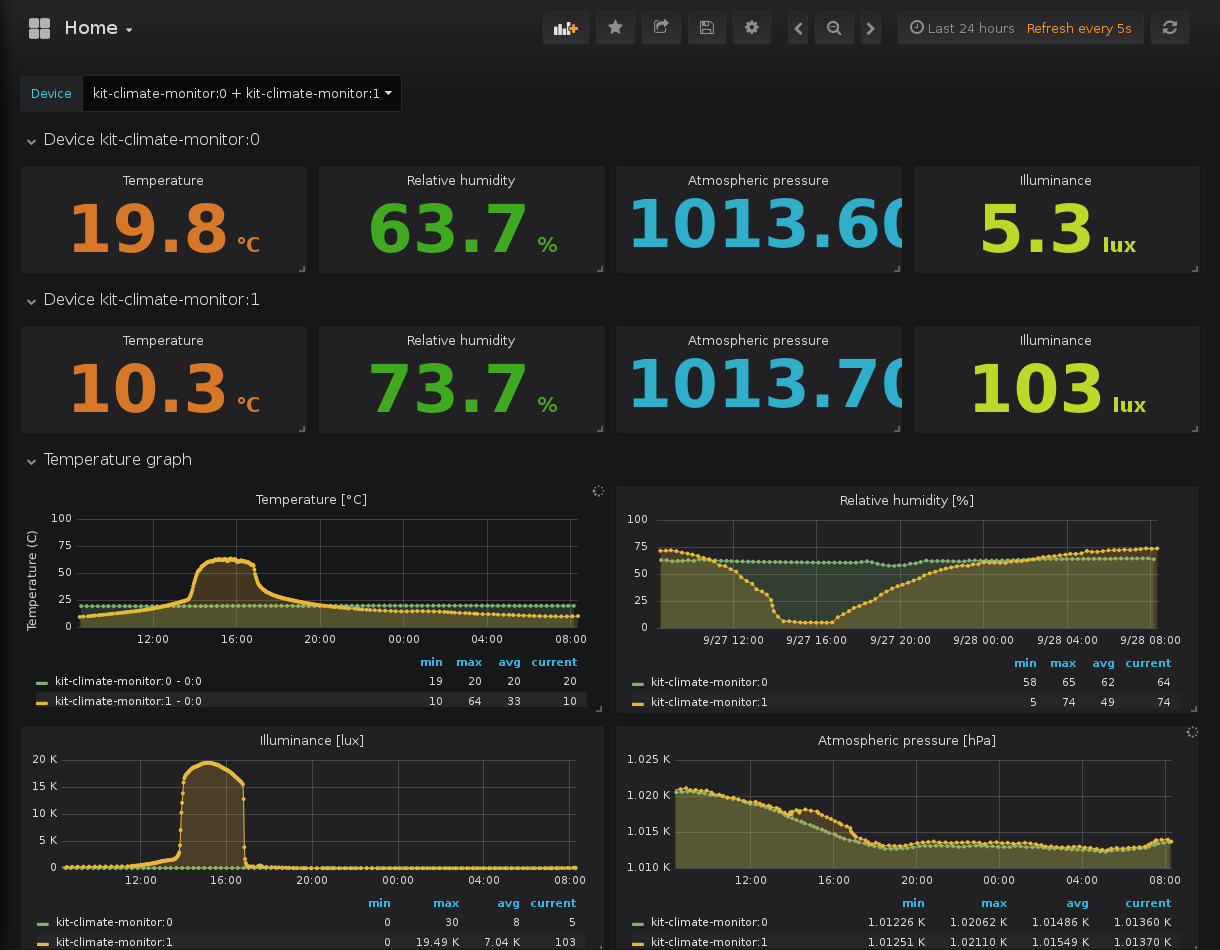 Home
Last 24 hours Refresh every 5s
Device kit-climate-monitor:0 + kit-climate-monitor:1
Device kit-climate-monitor:0
Temperature Relative humidity Atmospheric pressure Illuminance
19.8 °C 63.7 % 1013.60 5.3 lux
Device kit-climate-monitor:1
Temperature Relative humidity Atmospheric pressure Illuminance
10.3 °C 73.7 % 1013.70 103 lux
Temperature graph
Temperature [°C]
Temperature (C)
100
75
50
25
0
12:00 16:00 20:00 00:00 04:00 08:00
min max avg current
kit-climate-monitor:0 - 0:0 19 20 20 20
kit-climate-monitor:1 - 0:0 10 64 33 10
Relative humidity [%]
100
75
50
25
0
9/27 12:00 9/27 16:00 9/27 20:00 9/28 00:00 9/28 04:00 9/28 08:00
min max avg current
kit-climate-monitor:0 58 65 62 64
kit-climate-monitor:1 5 74 49 74
Illuminance [lux]
20 K
15 K
10 K
5 K
0
12:00 16:00 20:00 00:00 04:00 08:00
min max avg current
kit-climate-monitor:0 0 30 8 5
kit-climate-monitor:1 0 19.49 K 7.04 K 103
Atmospheric pressure [hPa]
1.025 K
1.020 K
1.015 K
1.010 K
12:00 16:00 20:00 00:00 04:00 08:00
min max avg current
kit-climate-monitor:0 1.01226 K 1.02062 K 1.01486 K 1.01360 K
kit-climate-monitor:1 1.01251 K 1.02110 K 1.01549 K 1.01370 K